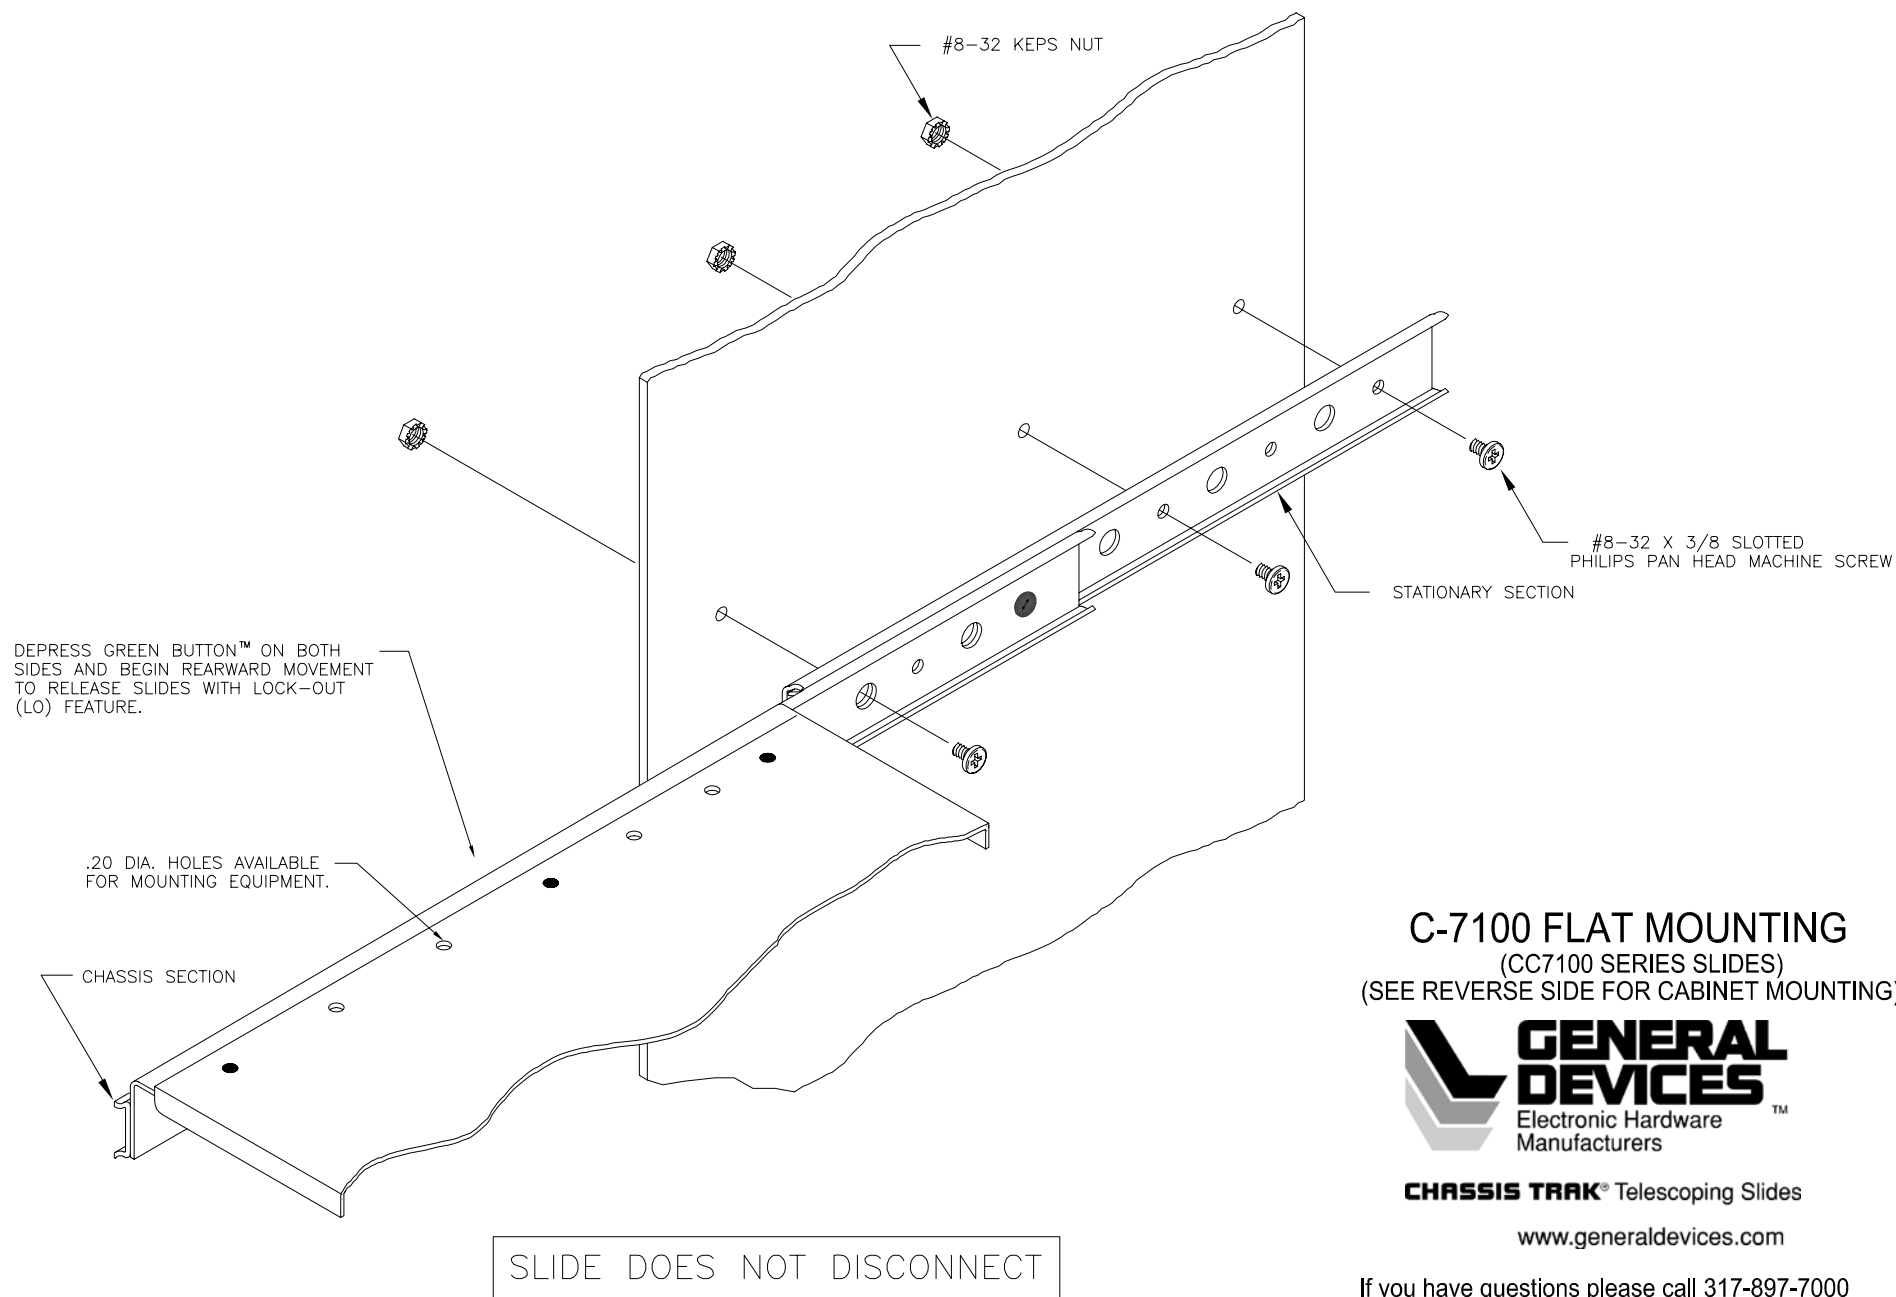 #8-32 KEPS NUT
#8-32 X 3/8 SLOTTED
PHILIPS PAN HEAD MACHINE SCREW
STATIONARY SECTION
DEPRESS GREEN BUTTON™ ON BOTH
SIDES AND BEGIN REARWARD MOVEMENT
TO RELEASE SLIDES WITH LOCK-OUT
(LO) FEATURE.
.20 DIA. HOLES AVAILABLE
FOR MOUNTING EQUIPMENT.
CHASSIS SECTION
C-7100 FLAT MOUNTING
(CC7100 SERIES SLIDES)
(SEE REVERSE SIDE FOR CABINET MOUNTING)
GENERAL
DEVICES ™
Electronic Hardware
Manufacturers
CHASSIS TRAK® Telescoping Slides
www.generaldevices.com
SLIDE DOES NOT DISCONNECT
If you have questions please call 317-897-7000